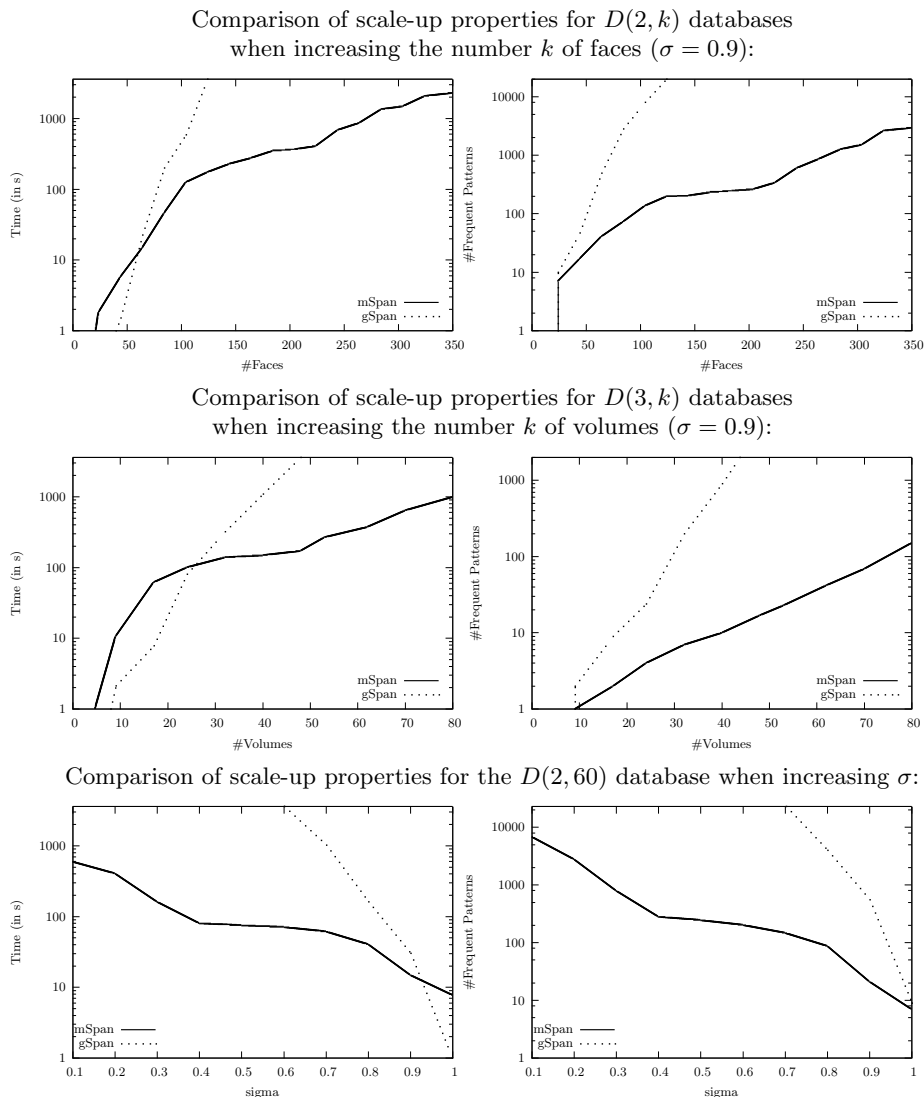 Comparison of scale-up properties for D(2, k) databases
when increasing the number k of faces (σ = 0.9):
1000
100
10
1
Time (in s)
mSpan
gSpan
0 50 100 150 200 250 300 350
#Faces
10000
1000
100
10
1
#Frequent Patterns
mSpan
gSpan
0 50 100 150 200 250 300 350
#Faces
Comparison of scale-up properties for D(3, k) databases
when increasing the number k of volumes (σ = 0.9):
1000
100
10
1
Time (in s)
mSpan
gSpan
0 10 20 30 40 50 60 70 80
#Volumes
1000
100
10
1
#Frequent Patterns
mSpan
gSpan
0 10 20 30 40 50 60 70 80
#Volumes
Comparison of scale-up properties for the D(2, 60) database when increasing σ:
1000
100
10
1
Time (in s)
mSpan
gSpan
0.1 0.2 0.3 0.4 0.5 0.6 0.7 0.8 0.9 1
sigma
10000
1000
100
10
1
#Frequent Patterns
mSpan
gSpan
0.1 0.2 0.3 0.4 0.5 0.6 0.7 0.8 0.9 1
sigma